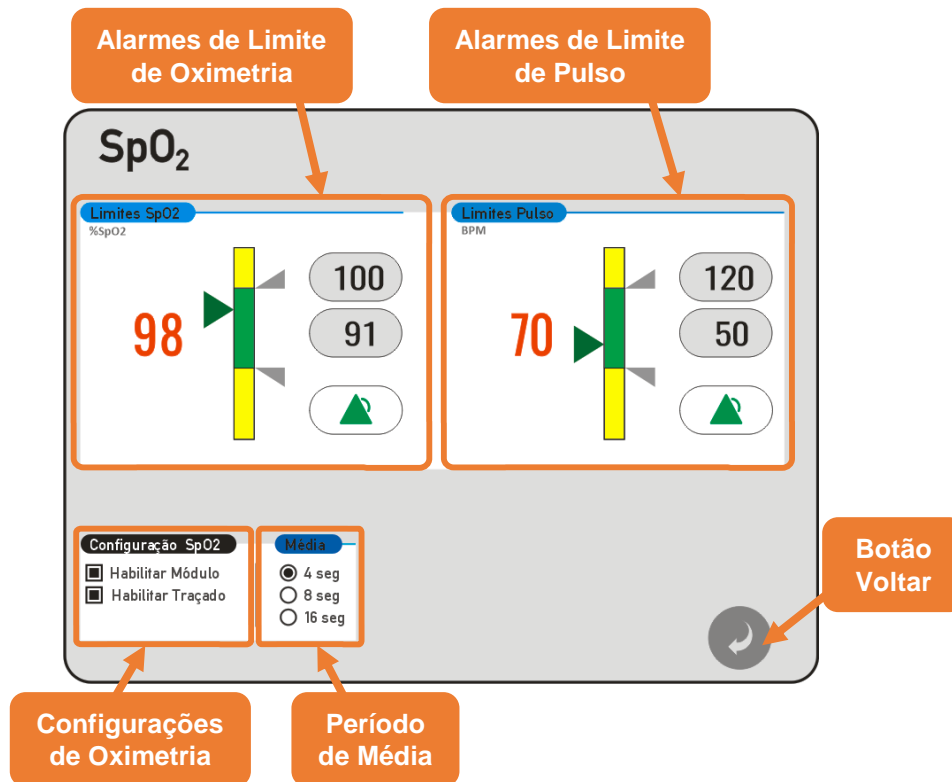 Alarmes de Limite
de Oximetria
Alarmes de Limite
de Pulso
SpO₂
Limites SpO2
%SpO2
98
100
91
Limites Pulso
BPM
70
120
50
Configuração SpO2
Habilitar Módulo
Habilitar Traçado
Média
4 seg
8 seg
16 seg
Botão
Voltar
Configurações
de Oximetria
Período
de Média